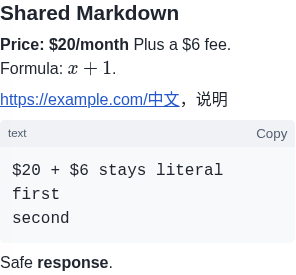 Shared Markdown
Price: $20/month Plus a $6 fee.
Formula: x + 1.
https://example.com/中文，说明
text Copy
$20 + $6 stays literal
first
second
Safe response.